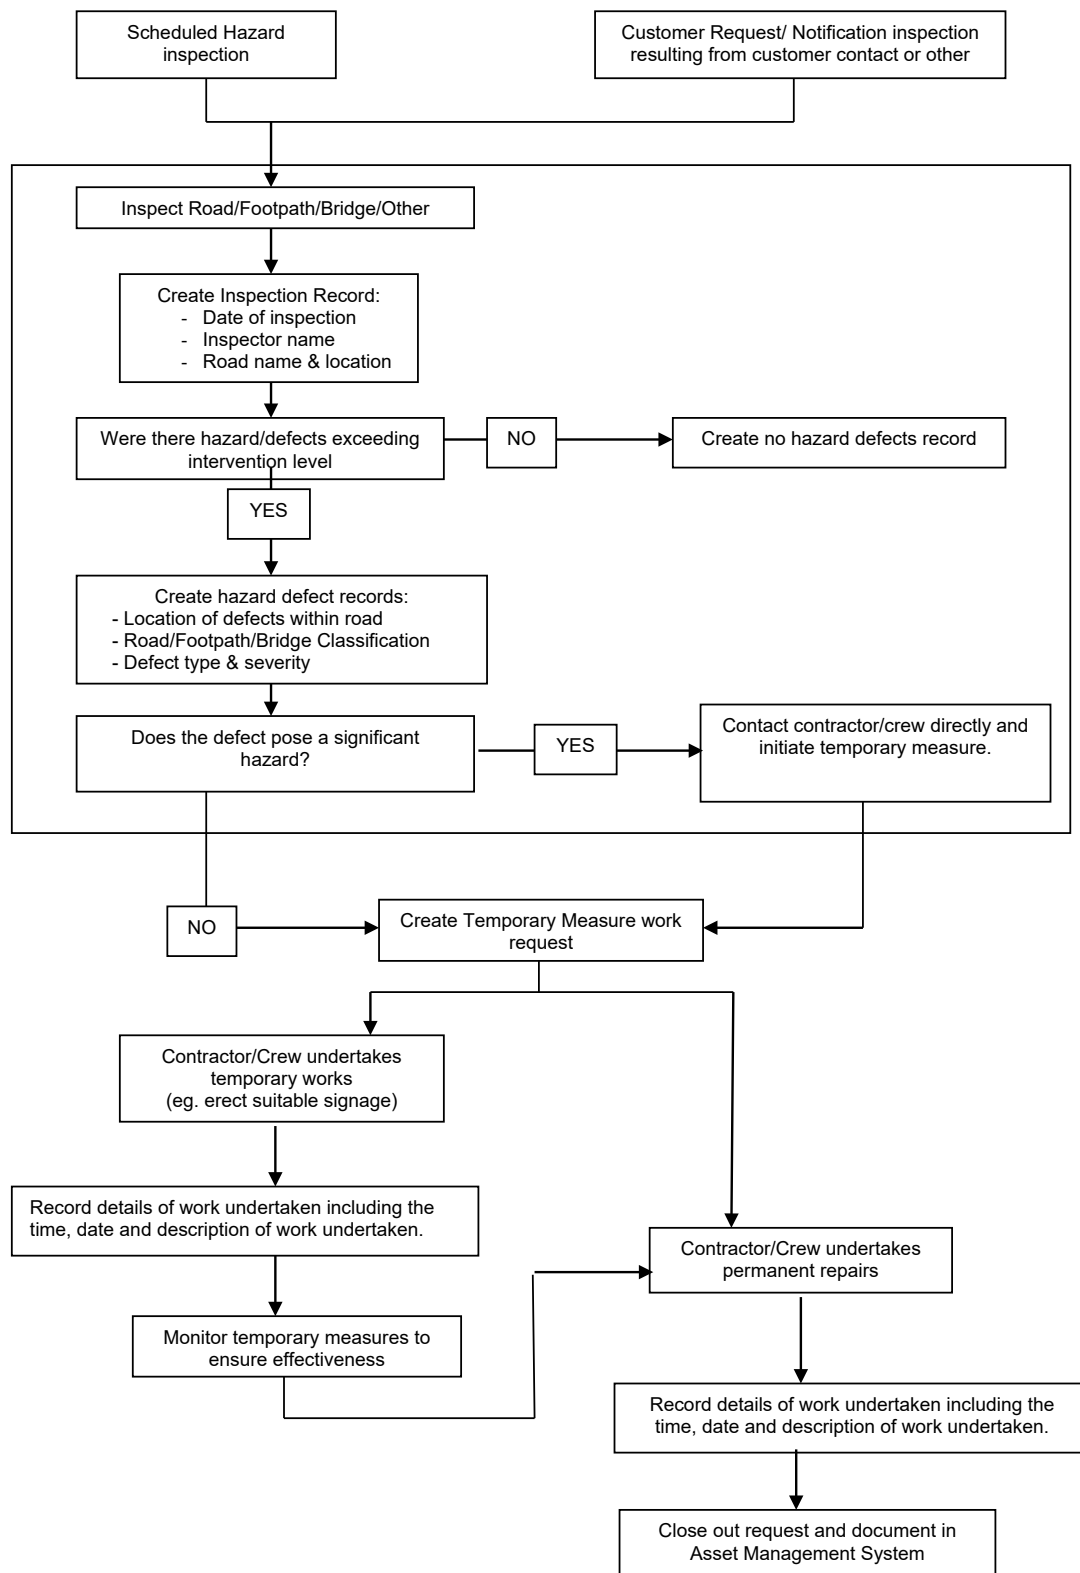 Scheduled Hazard
inspection
Customer Request/ Notification inspection
resulting from customer contact or other
Inspect Road/Footpath/Bridge/Other
Create Inspection Record:
- Date of inspection
- Inspector name
- Road name & location
Were there hazard/defects exceeding
intervention level
NO
Create no hazard defects record
YES
Create hazard defect records:
- Location of defects within road
- Road/Footpath/Bridge Classification
- Defect type & severity
Does the defect pose a significant
hazard?
YES
Contact contractor/crew directly and
initiate temporary measure.
NO
Create Temporary Measure work
request
Contractor/Crew undertakes
temporary works
(eg. erect suitable signage)
Record details of work undertaken including the
time, date and description of work undertaken.
Monitor temporary measures to
ensure effectiveness
Contractor/Crew undertakes
permanent repairs
Record details of work undertaken including the
time, date and description of work undertaken.
Close out request and document in
Asset Management System